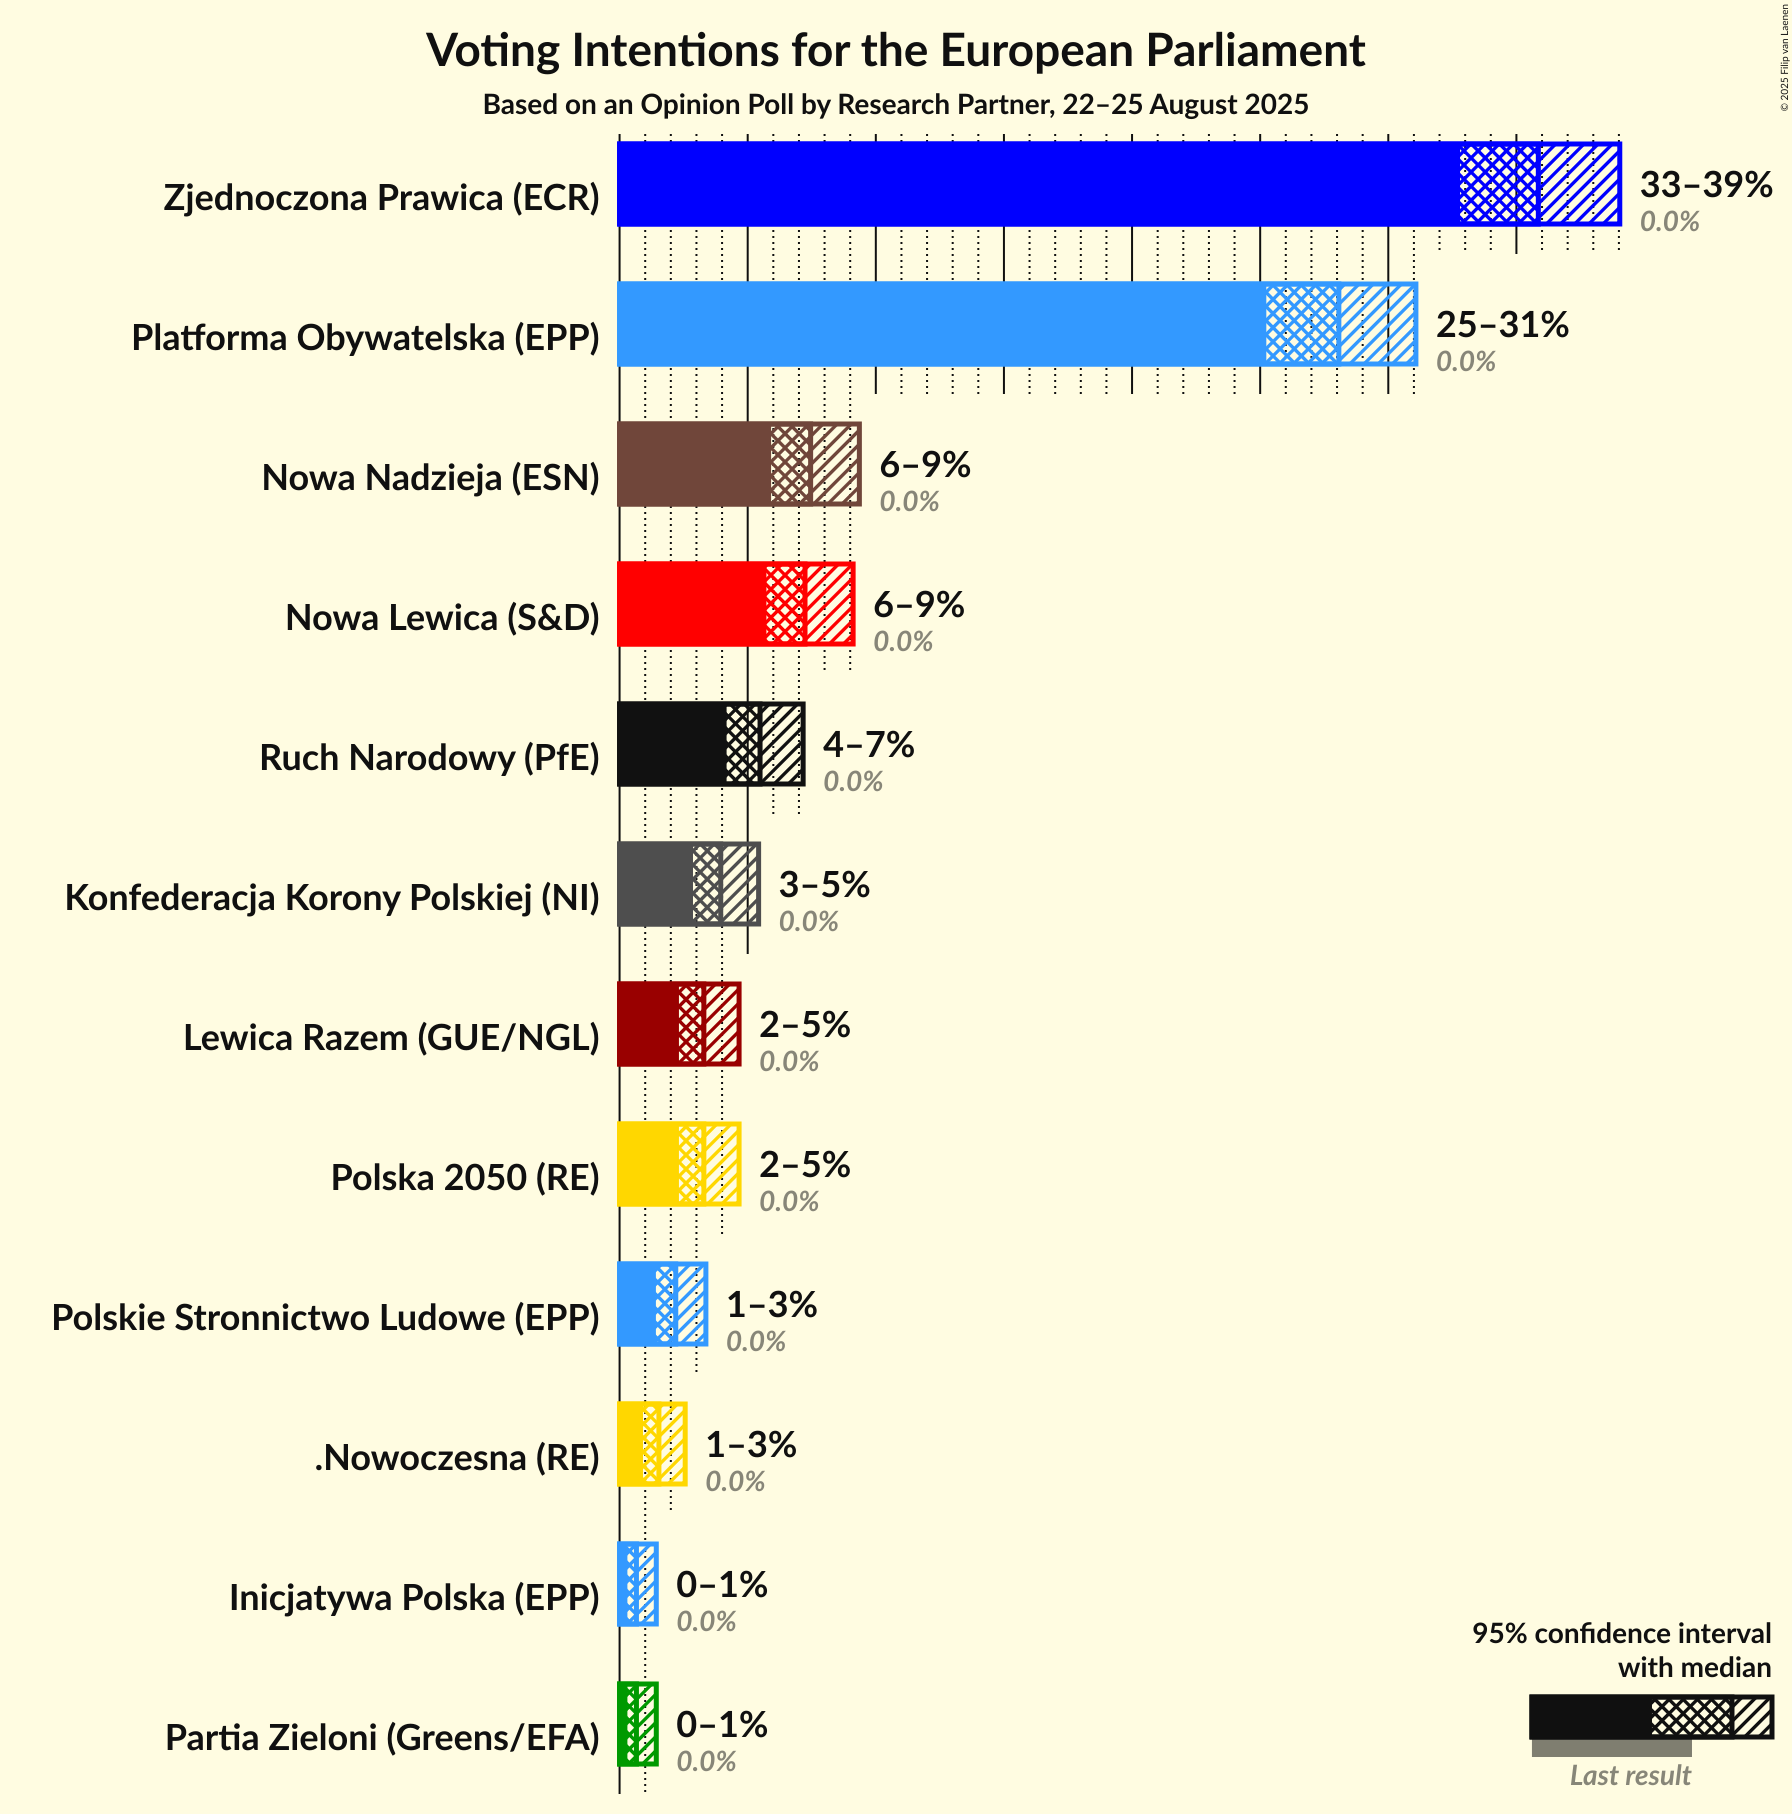 Voting Intentions for the European Parliament
Based on an Opinion Poll by Research Partner, 22–25 August 2025
© 2025 Filip van Laenen
Zjednoczona Prawica (ECR)
33–39%
0.0%
Platforma Obywatelska (EPP)
25–31%
0.0%
Nowa Nadzieja (ESN)
6–9%
0.0%
Nowa Lewica (S&D)
6–9%
0.0%
Ruch Narodowy (PfE)
4–7%
0.0%
Konfederacja Korony Polskiej (NI)
3–5%
0.0%
Lewica Razem (GUE/NGL)
2–5%
0.0%
Polska 2050 (RE)
2–5%
0.0%
Polskie Stronnictwo Ludowe (EPP)
1–3%
0.0%
.Nowoczesna (RE)
1–3%
0.0%
Inicjatywa Polska (EPP)
0–1%
0.0%
Partia Zieloni (Greens/EFA)
0–1%
0.0%
95% confidence interval
with median
Last result